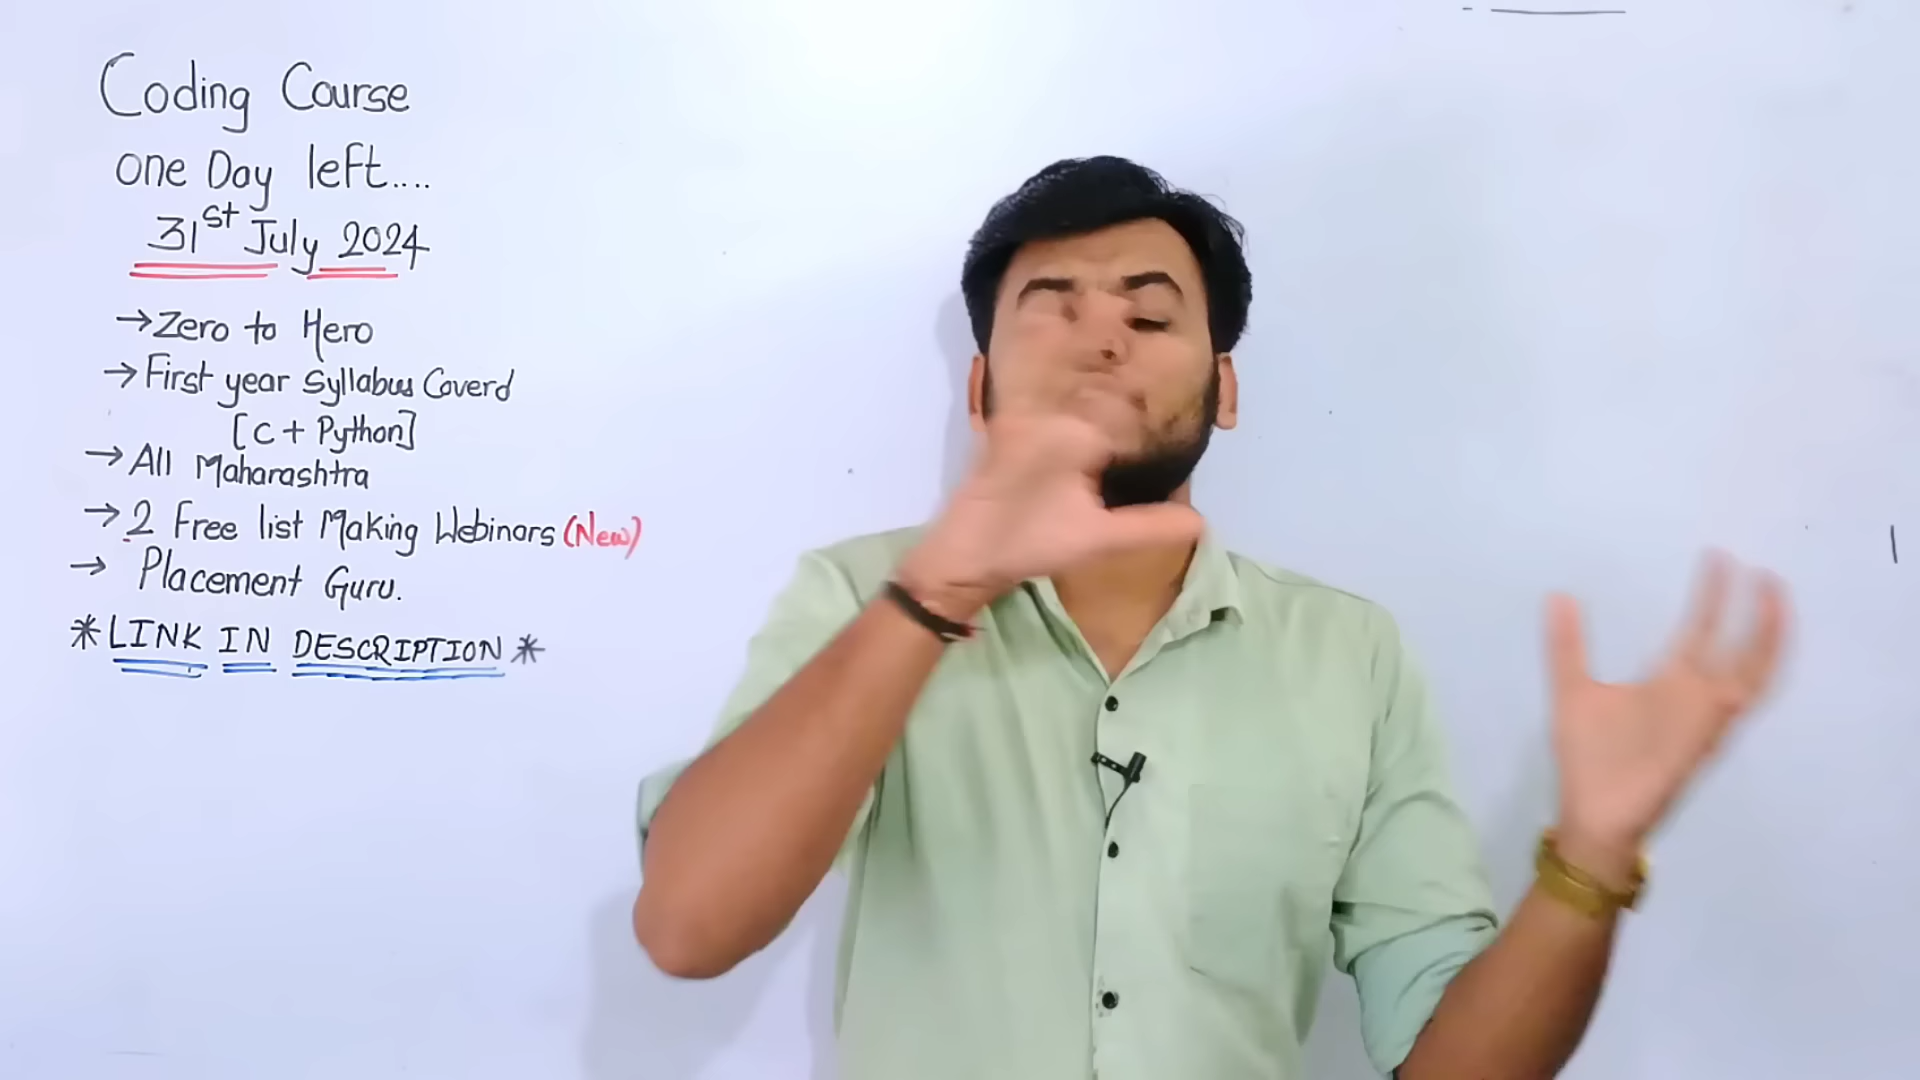 Coding Course
one Day left....
31st July 2024
→ Zero to Hero
→ First year Syllabus Coverd
[C + Python]
→ All Maharashtra
→ 2 Free list Making Webinars (New)
→ Placement Guru.
* LINK IN DESCRIPTION *